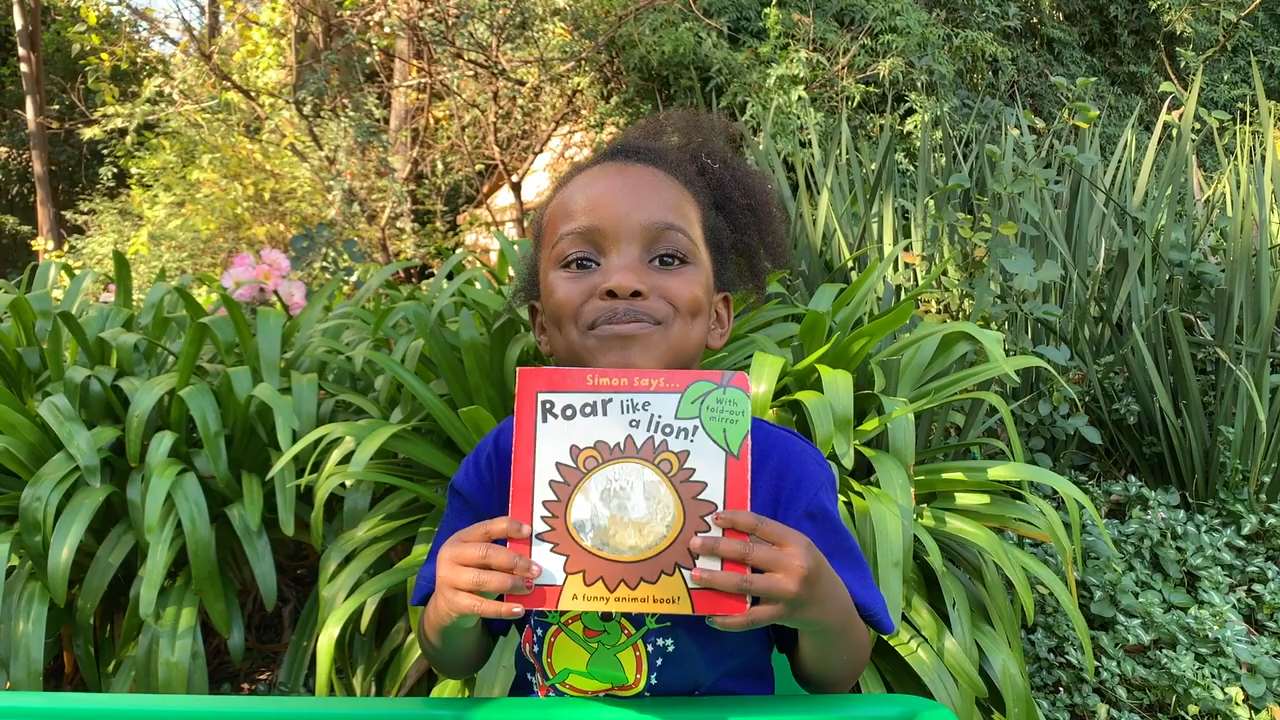 Simon says...
Roar like
a lion!
With
fold-out
mirror
A funny animal book!